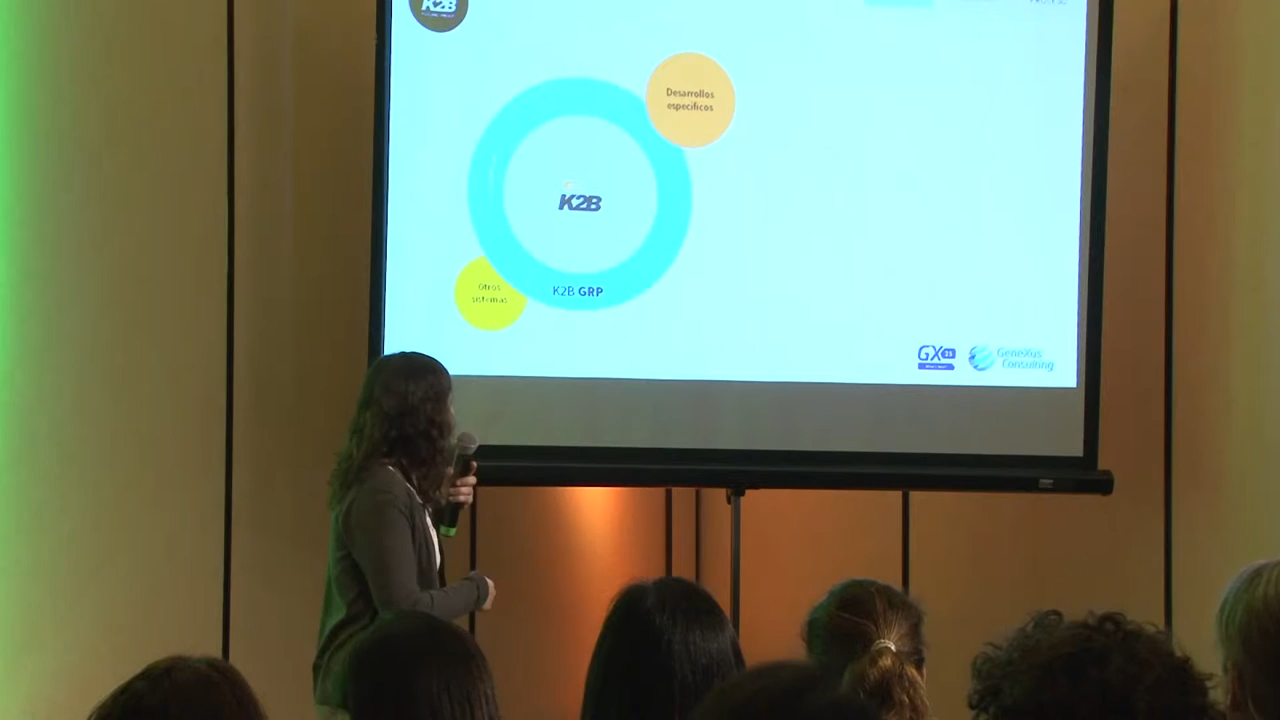 K2B
Desarrollos
específicos
K2B
Otros
sistemas
K2B GRP
GX
GeneXus
Consulting